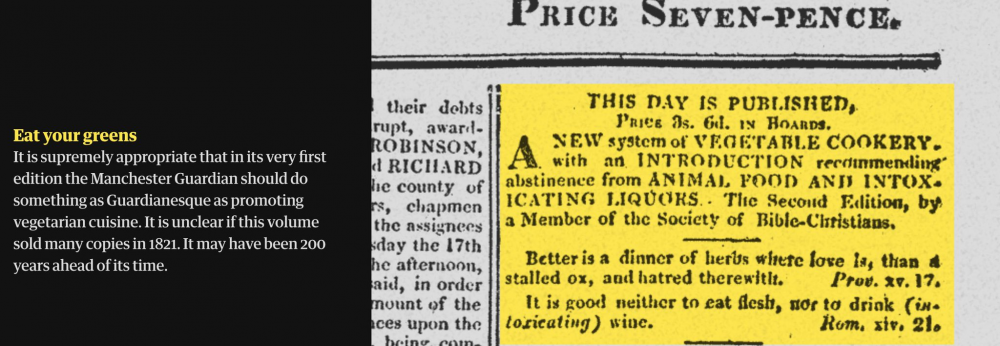 Eat your greens
It is supremely appropriate that in its very first
edition the Manchester Guardian should do
something as Guardianesque as promoting
vegetarian cuisine. It is unclear if this volume
sold many copies in 1821. It may have been 200
years ahead of its time.
PRICE SEVEN-PENCE.
their debts
rupt, award-
ROBINSON,
d RICHARD
he county of
rs, chapmen
the assignees
sday the 17th
he afternoon,
said, in order
mount of the
nces upon the
being com-
THIS DAY IS PUBLISHED,
PRICE 3s. 6d. IN BOARDS.
A NEW system of VEGETABLE COOKERY.
with an INTRODUCTION recommending
abstinence from ANIMAL FOOD AND INTOX-
ICATING LIQUORS. The Second Edition, by
a Member of the Society of Bible-Christians.
Better is a dinner of herbs where love is, than a
stalled ox, and hatred therewith. Prov. xv. 17.
It is good neither to eat flesh, nor to drink (in-
toxicating) wine. Rom. xiv. 21.